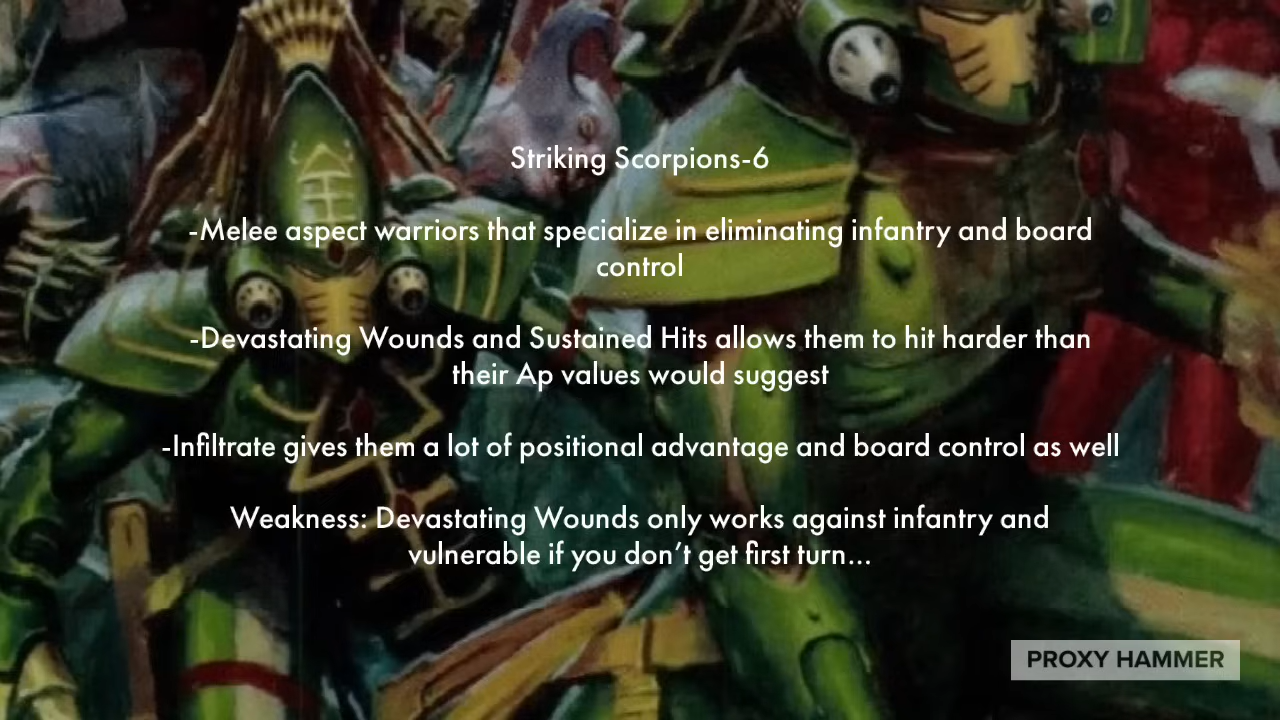 Striking Scorpions-6
-Melee aspect warriors that specialize in eliminating infantry and board
control
-Devastating Wounds and Sustained Hits allows them to hit harder than
their Ap values would suggest
-Infiltrate gives them a lot of positional advantage and board control as well
Weakness: Devastating Wounds only works against infantry and
vulnerable if you don’t get first turn…
PROXY HAMMER